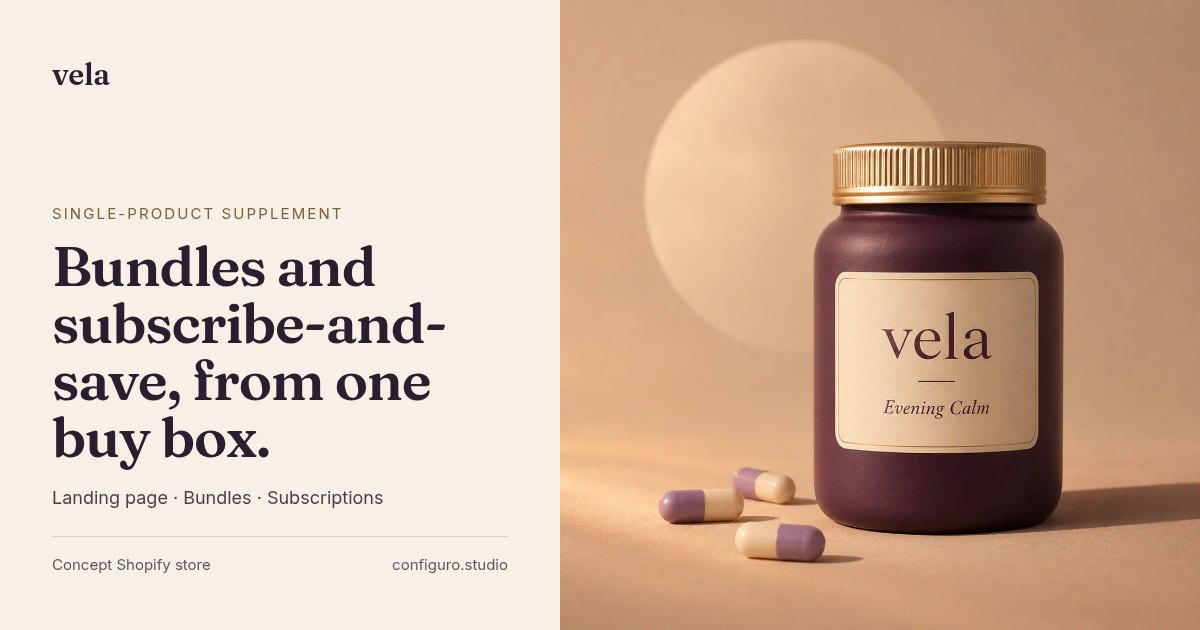 vela
SINGLE-PRODUCT SUPPLEMENT
Bundles and
subscribe-and-
save, from one
buy box.
Landing page · Bundles · Subscriptions
Concept Shopify store
configuro.studio
vela
Evening Calm